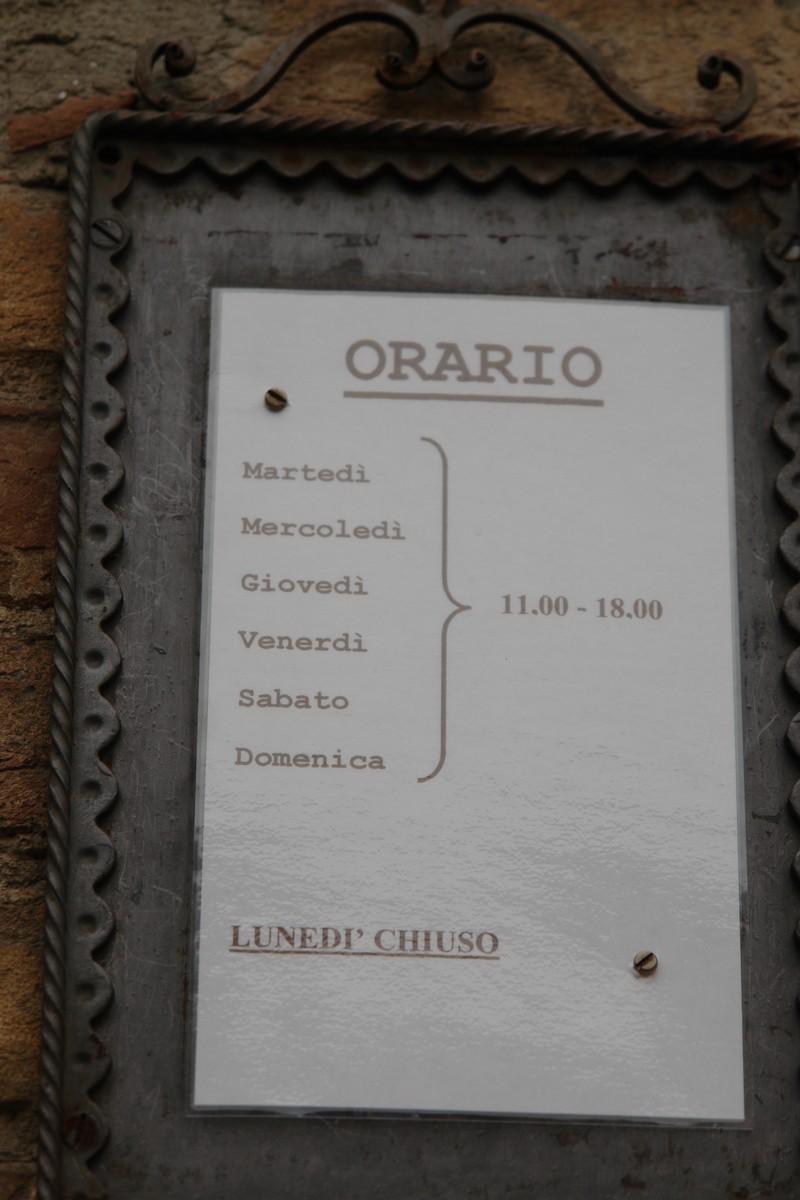 ORARIO
Martedì
Mercoledì
Giovedì
Venerdì
Sabato
Domenica
11.00 - 18.00
LUNEDI’ CHIUSO